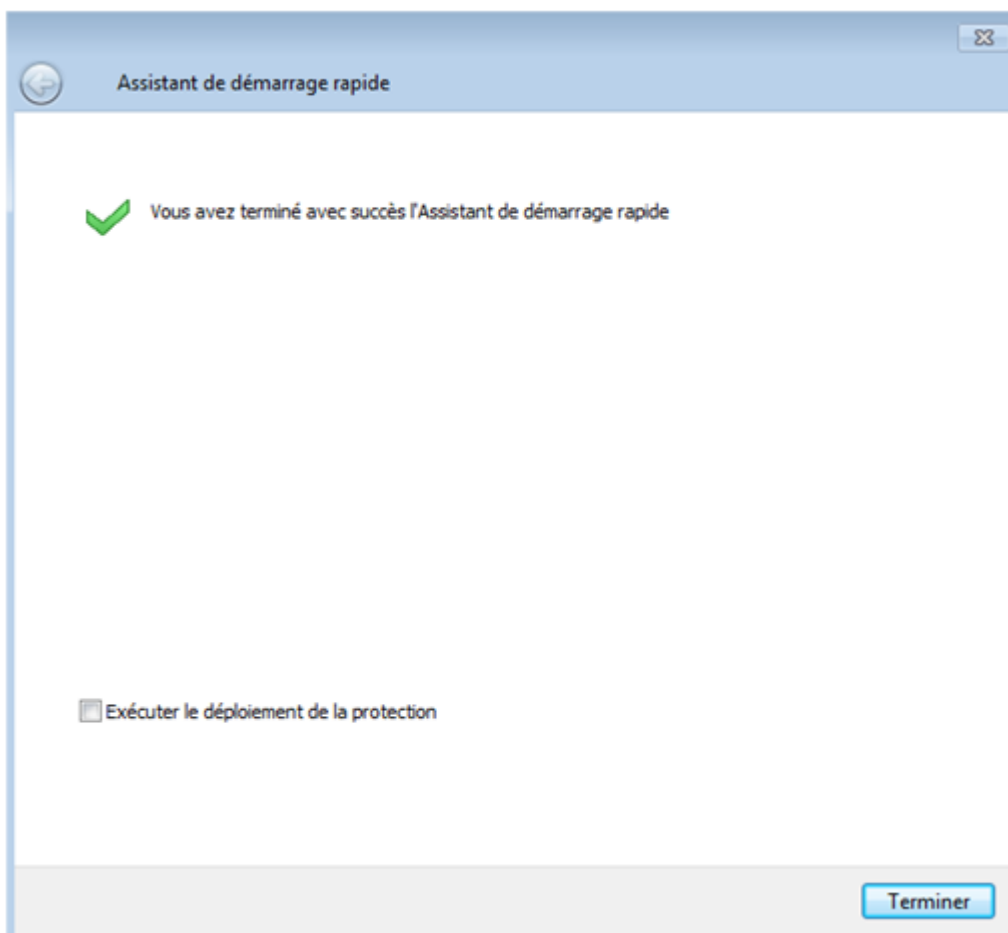 Assistant de démarrage rapide
Vous avez terminé avec succès l'Assistant de démarrage rapide
Exécuter le déploiement de la protection
Terminer